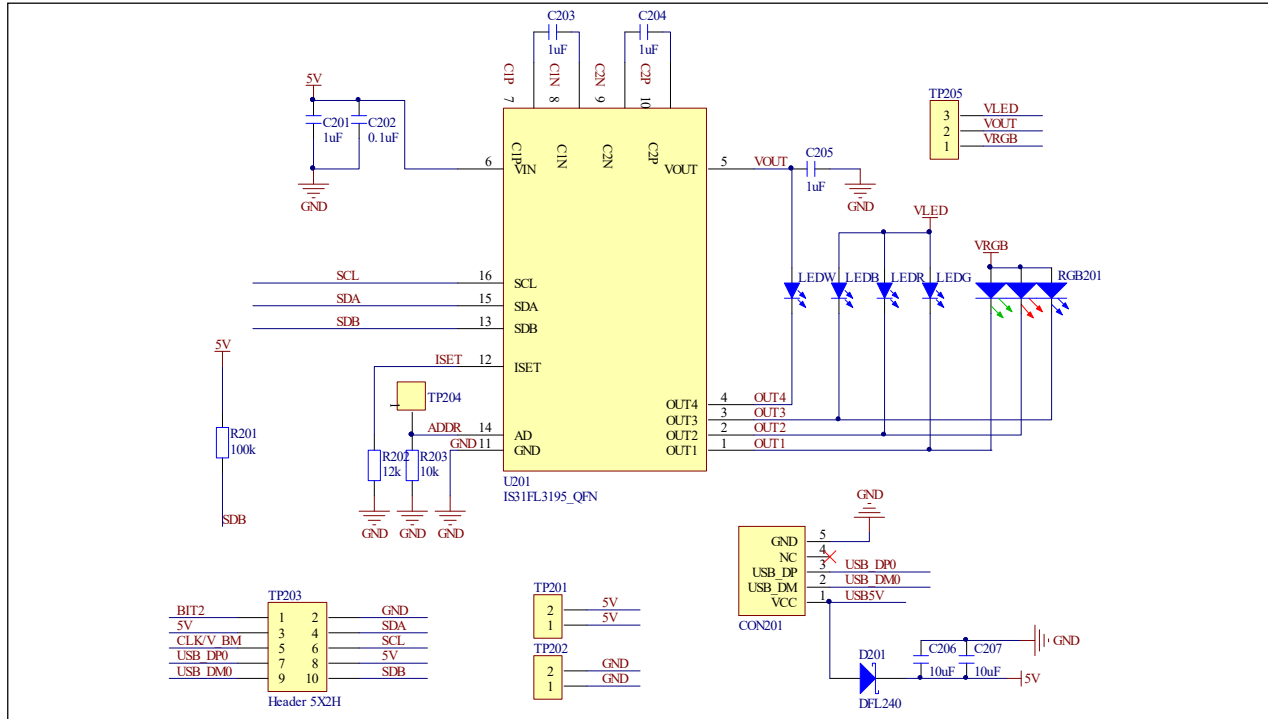 C203
1uF
C204
1uF
C1P
7
C1N
8
C2N
9
C2P
10
5V
C201
1uF
C202
0.1uF
GND
6
VIN
C1P
C1N
C2N
C2P
VOUT
5
VOUT
C205
1uF
GND
TP205
3
VLED
2
VOUT
1
VRGB
VLED
VRGB
LEDW
LEDB
LEDR
LEDG
RGB201
SCL
16
SCL
SDA
15
SDA
SDB
13
SDB
ISET
12
ISET
TP204
ADDR
14
AD
GND
11
GND
OUT4
4
OUT4
OUT3
3
OUT3
OUT2
2
OUT2
OUT1
1
OUT1
5V
R201
100k
SDB
R202
12k
R203
10k
GND
GND
GND
U201
IS31FL3195_QFN
GND
GND
5
NC
4
USB_DP
3
USB_DP0
USB_DM
2
USB_DM0
VCC
1
USB5V
CON201
D201
DFL240
C206
10uF
C207
10uF
GND
5V
TP203
BIT2
1
2
GND
5V
3
4
SDA
CLK/V_BM
5
6
SCL
USB_DP0
7
8
5V
USB_DM0
9
10
SDB
Header 5X2H
TP201
2
5V
1
5V
TP202
2
GND
1
GND